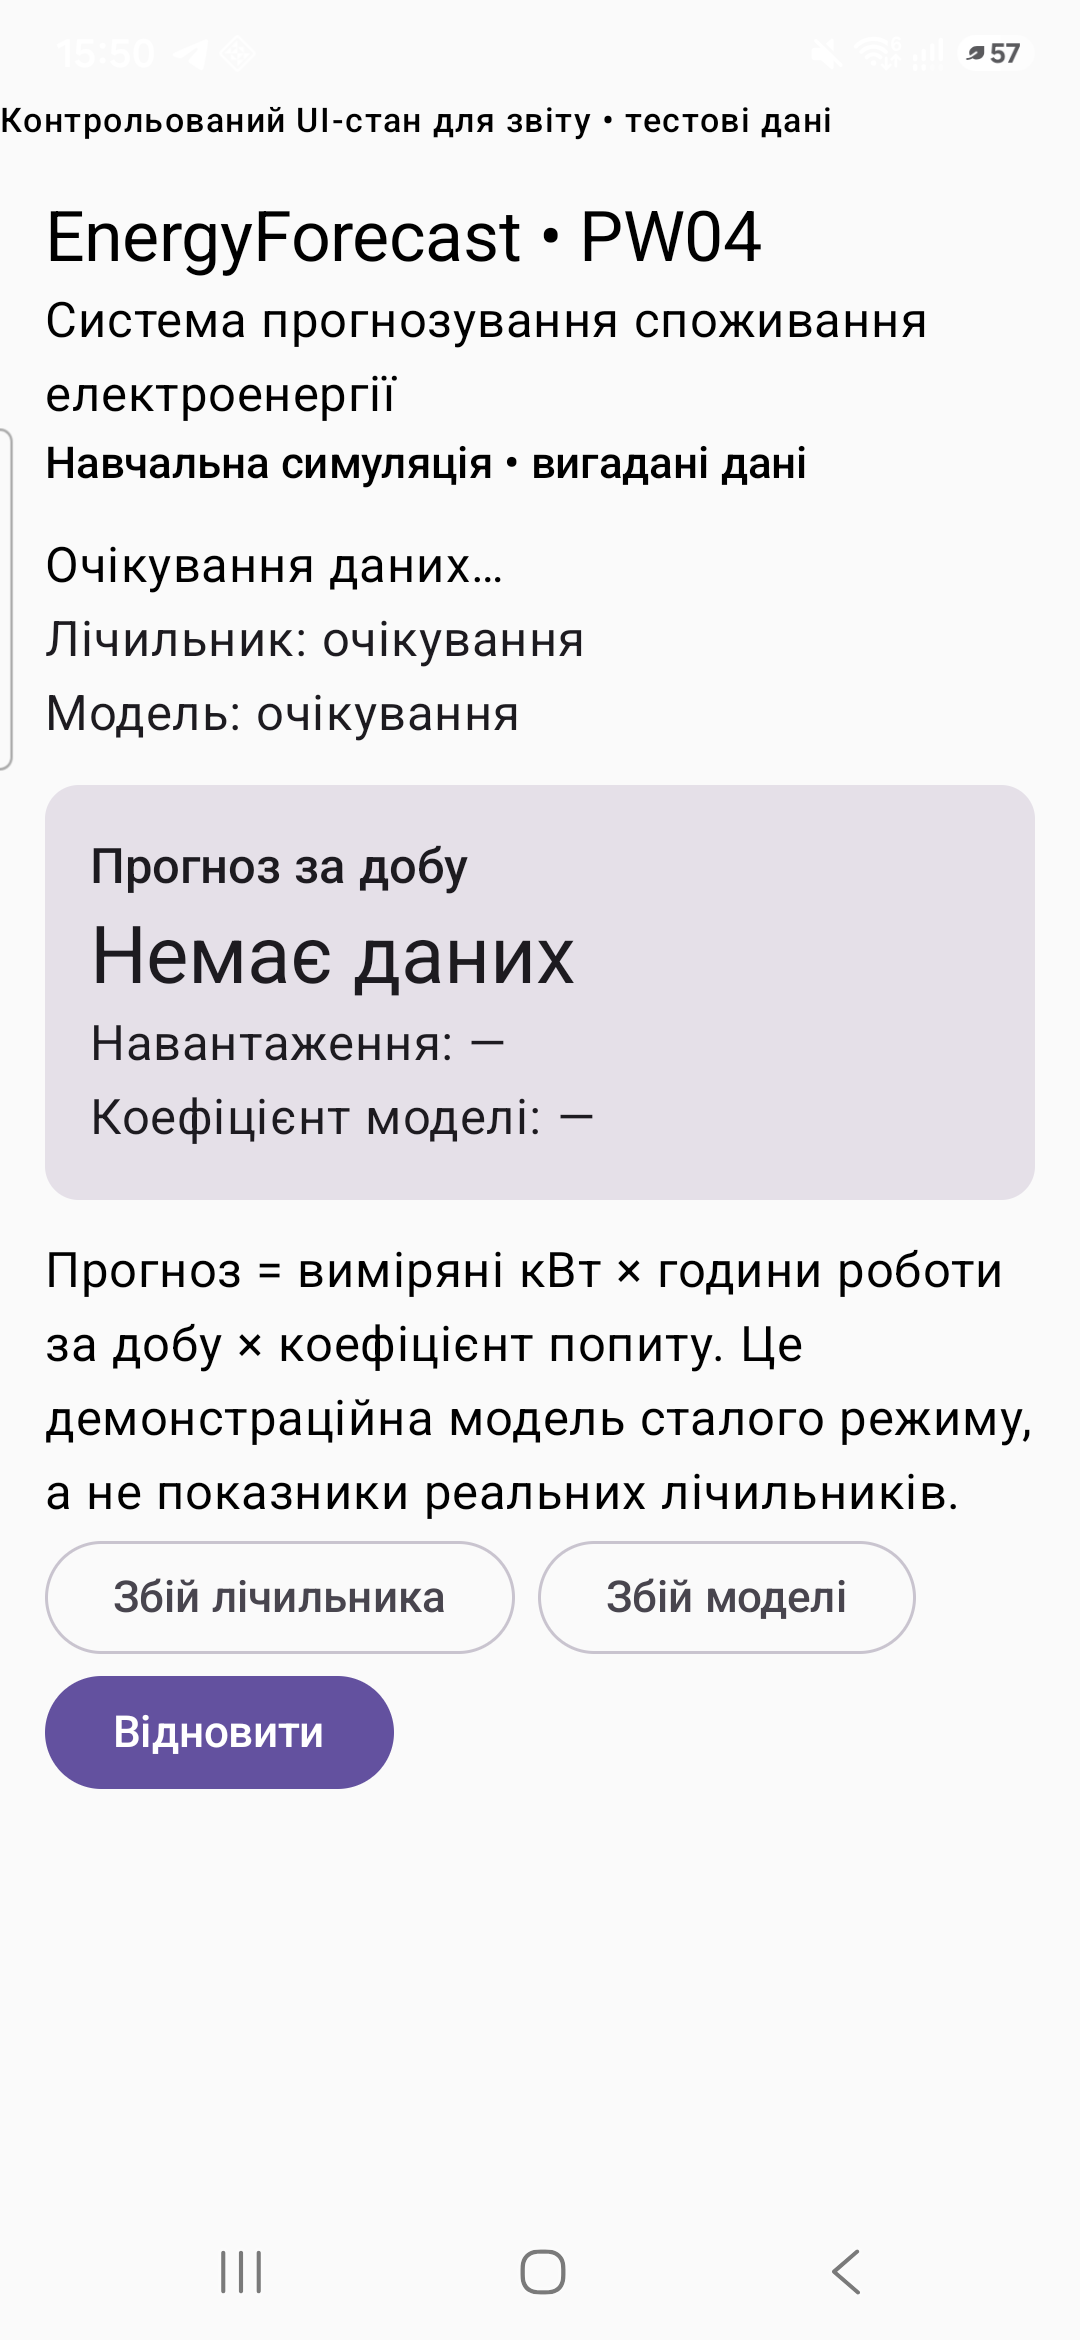 15:50
57
Контрольований UI-стан для звіту • тестові дані
EnergyForecast • PW04
Система прогнозування споживання
електроенергії
Навчальна симуляція • вигадані дані
Очікування даних…
Лічильник: очікування
Модель: очікування
Прогноз за добу
Немає даних
Навантаження: —
Коефіцієнт моделі: —
Прогноз = виміряні кВт × години роботи
за добу × коефіцієнт попиту. Це
демонстраційна модель сталого режиму,
а не показники реальних лічильників.
Збій лічильника
Збій моделі
Відновити